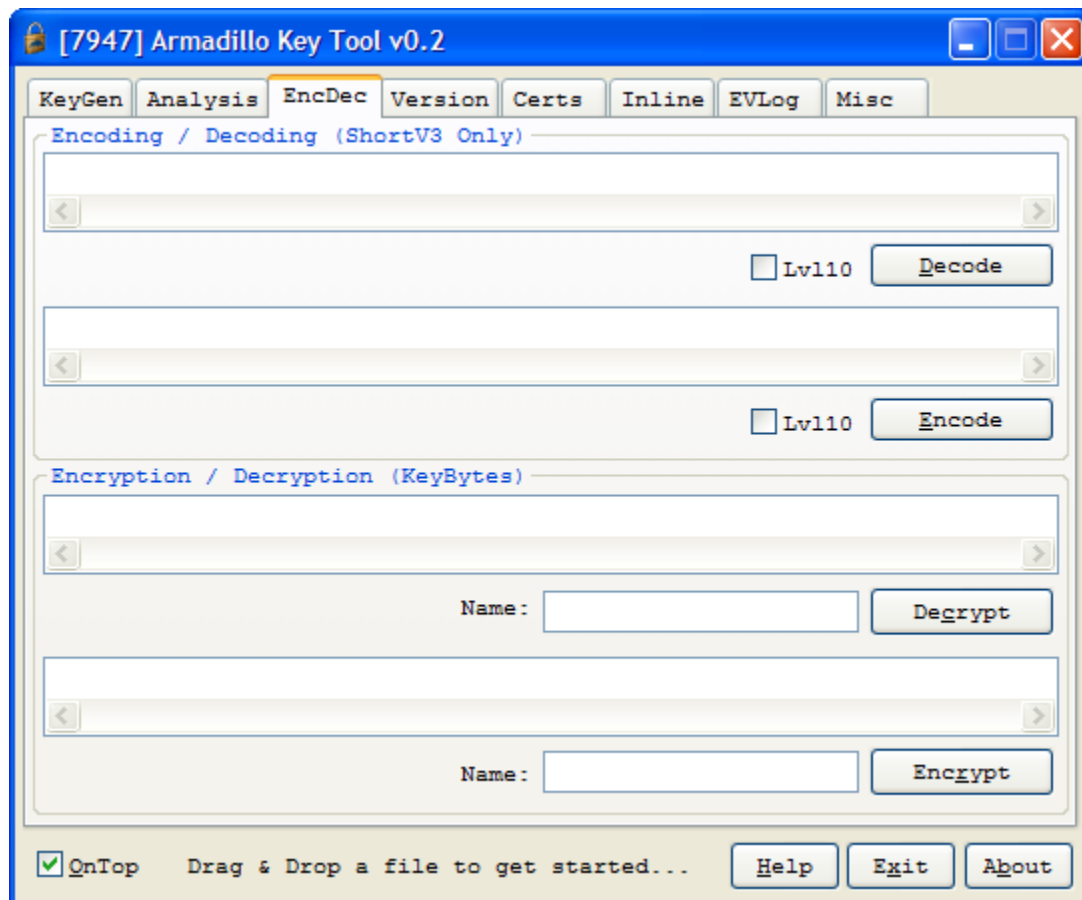 [7947] Armadillo Key Tool v0.2
KeyGen Analysis EncDec Version Certs Inline EVLog Misc
Encoding / Decoding (ShortV3 Only)
Lvl10 Decode
Lvl10 Encode
Encryption / Decryption (KeyBytes)
Name: Decrypt
Name: Encrypt
OnTop Drag & Drop a file to get started... Help Exit About